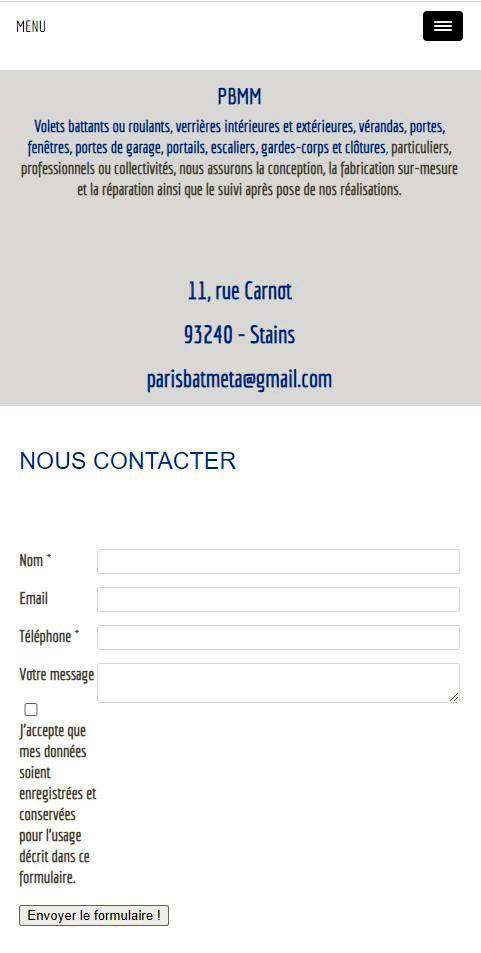 MENU
PBMM
Volets battants ou roulants, verrières intérieures et extérieures, vérandas, portes,
fenêtres, portes de garage, portails, escaliers, gardes-corps et clôtures, particuliers,
professionnels ou collectivités, nous assurons la conception, la fabrication sur-mesure
et la réparation ainsi que le suivi après pose de nos réalisations.
11, rue Carnot
93240 - Stains
parisbatmeta@gmail.com
NOUS CONTACTER
Nom *
Email
Téléphone *
Votre message
J'accepte que
mes données
soient
enregistrées et
conservées
pour l'usage
décrit dans ce
formulaire.
Envoyer le formulaire !